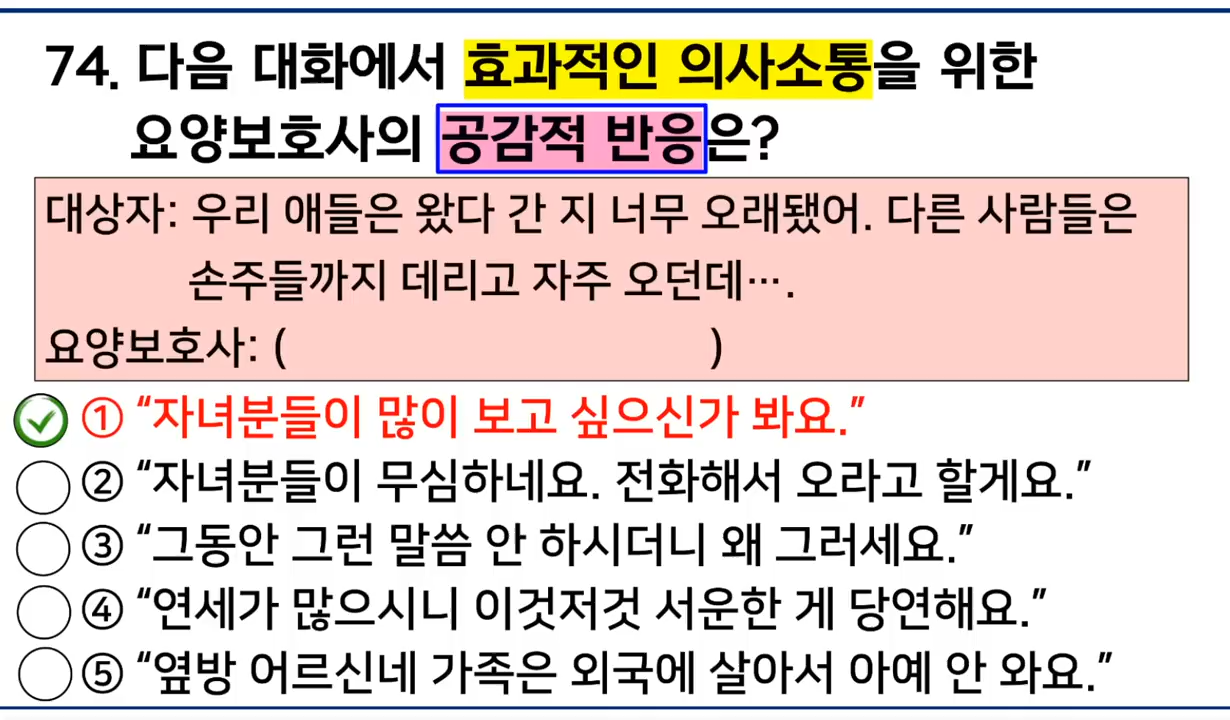 74. 다음 대화에서 효과적인 의사소통을 위한
요양보호사의 공감적 반응은?
대상자: 우리 애들은 왔다 간 지 너무 오래됐어. 다른 사람들은
손주들까지 데리고 자주 오던데….
요양보호사: ( )
① “자녀분들이 많이 보고 싶으신가 봐요.”
② “자녀분들이 무심하네요. 전화해서 오라고 할게요.”
③ “그동안 그런 말씀 안 하시더니 왜 그러세요.”
④ “연세가 많으시니 이것저것 서운한 게 당연해요.”
⑤ “옆방 어르신네 가족은 외국에 살아서 아예 안 와요.”